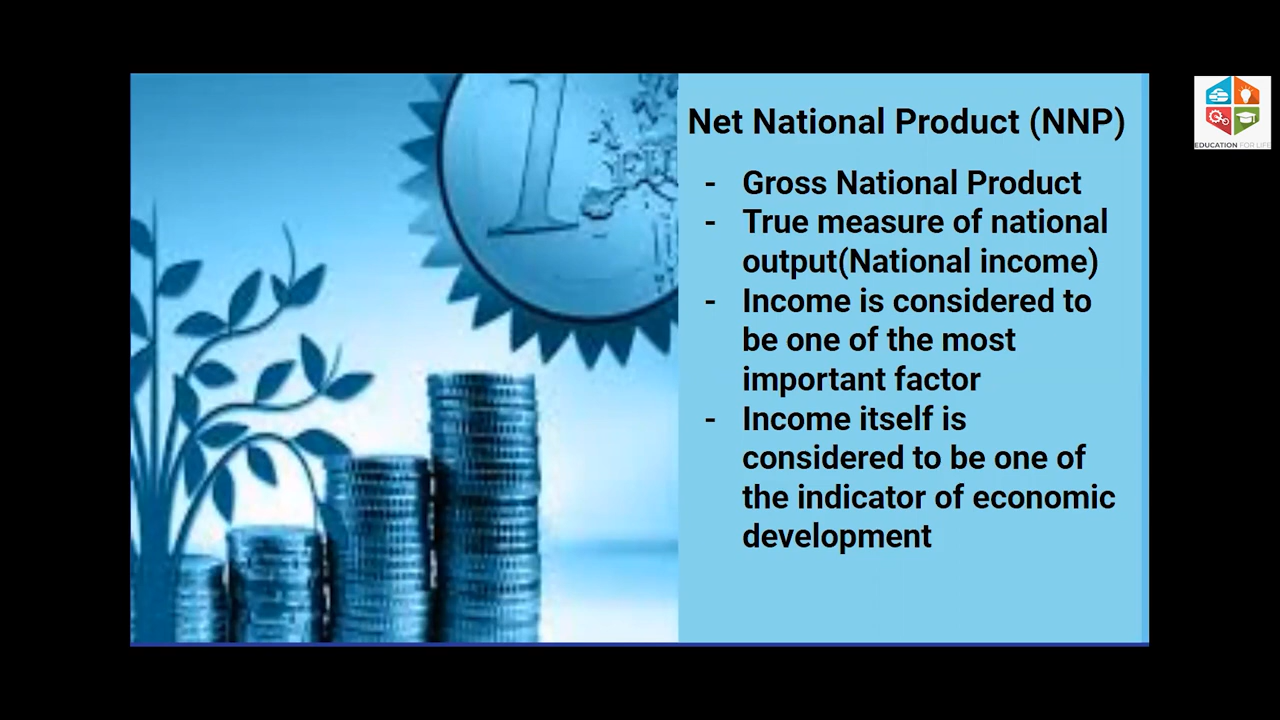 Net National Product (NNP)
- Gross National Product
- True measure of national
output(National income)
- Income is considered to
be one of the most
important factor
- Income itself is
considered to be one of
the indicator of economic
development
EDUCATION FOR LIFE
1